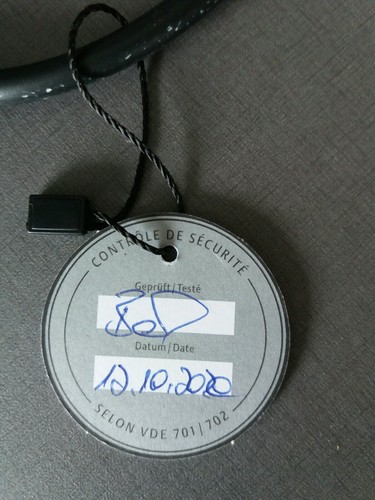 CONTRÔLE DE SÉCURITÉ
Geprüft/Testé
Datum/Date
12.10.2020
SELON VDE 701|702